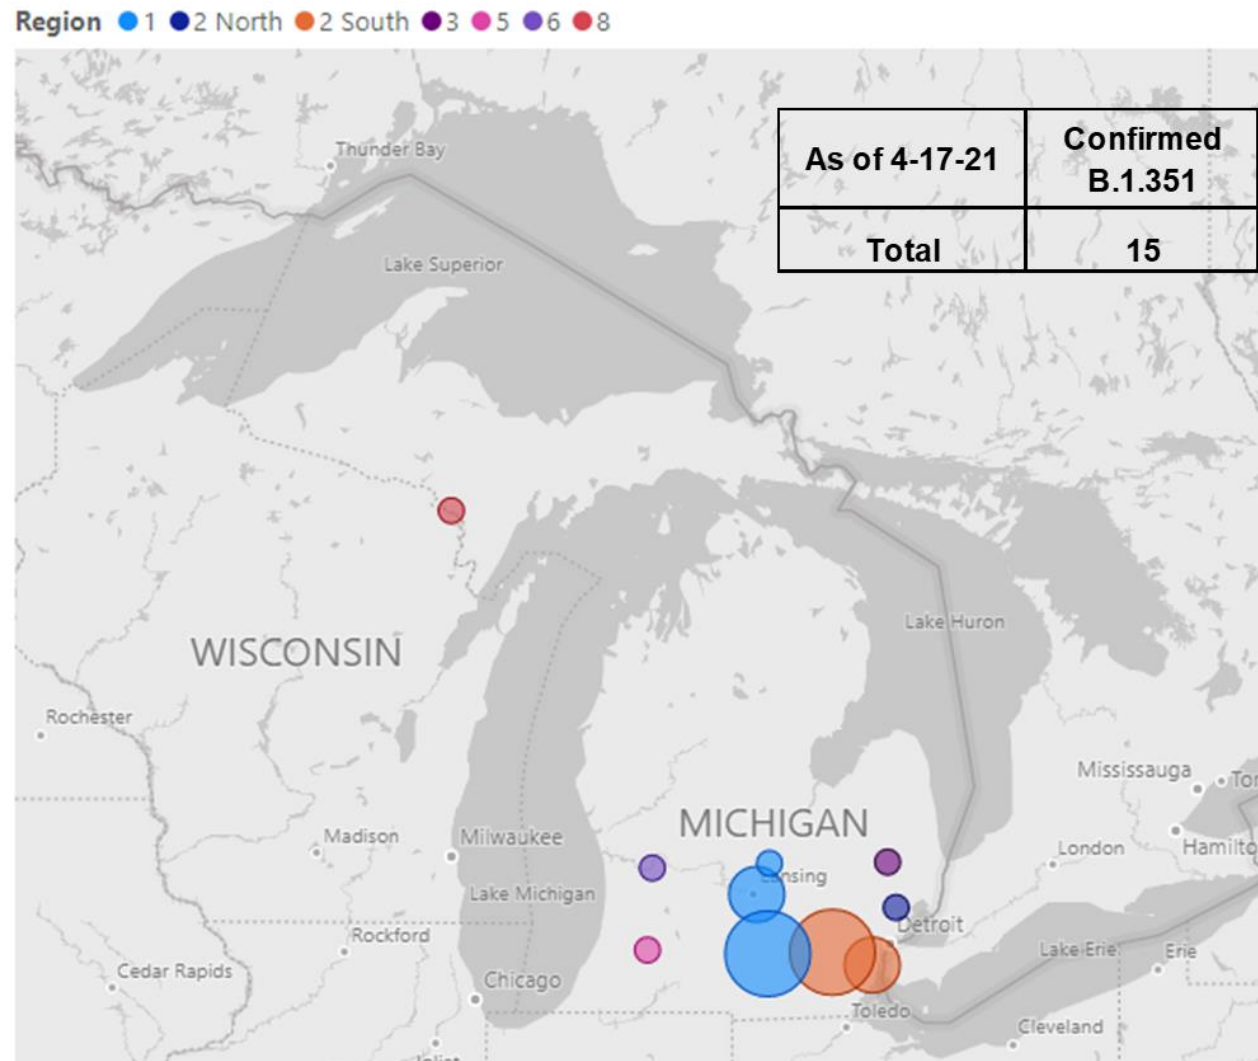 Region 1 2 North 2 South 3 5 6 8
Thunder Bay
As of 4-17-21
Confirmed
B.1.351
Total
15
Lake Superior
Lake Huron
WISCONSIN
Rochester
Mississauga
MICHIGAN
Madison
Milwaukee
London
Lansing
Lake Michigan
Rockford
Detroit
Lake Erie
Erie
Cedar Rapids
Chicago
Toledo
Cleveland